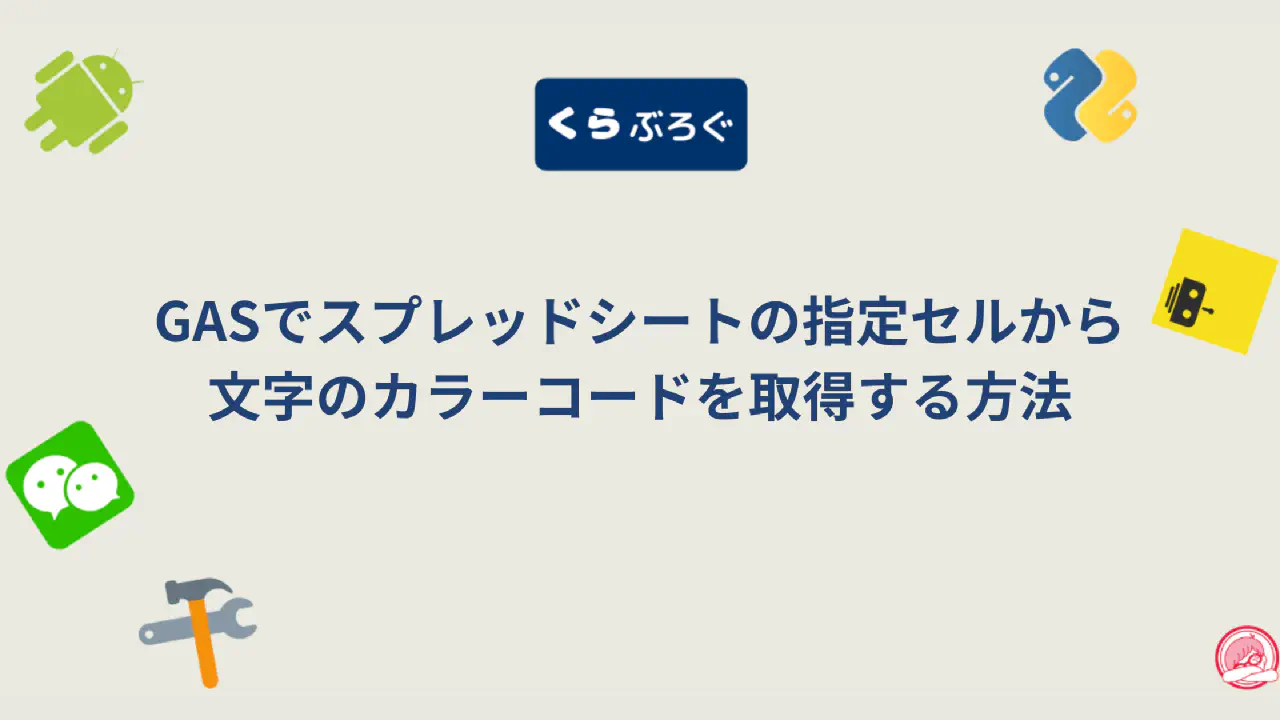 くらぶろぐ
GASでスプレッドシートの指定セルから
文字のカラーコードを取得する方法